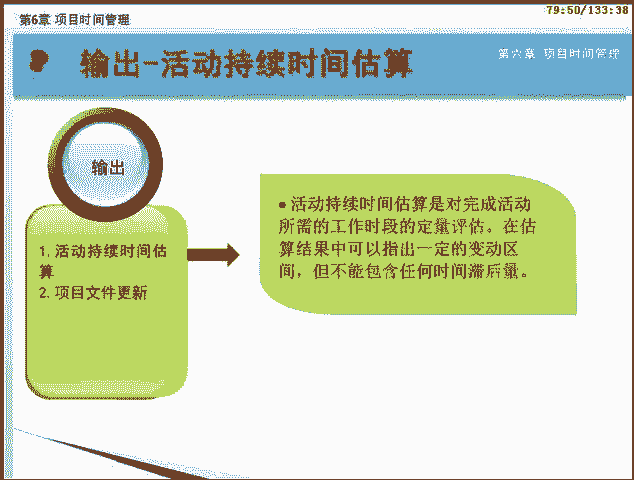 第6章 项目时间管理
79:50/133:38
输出-活动持续时间估算
第六章 项目时间管理
输出
1. 活动持续时间估
算
2. 项目文件更新
● 活动持续时间估算是对完成活动
所需的工作时段的定量评估。在估
算结果中可以指出一定的变动区
间，但不能包含任何时间滞后量。